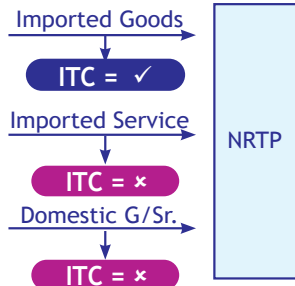 Imported Goods
ITC = ✓
Imported Service
ITC = ×
Domestic G/Sr.
ITC = ×
NRTP